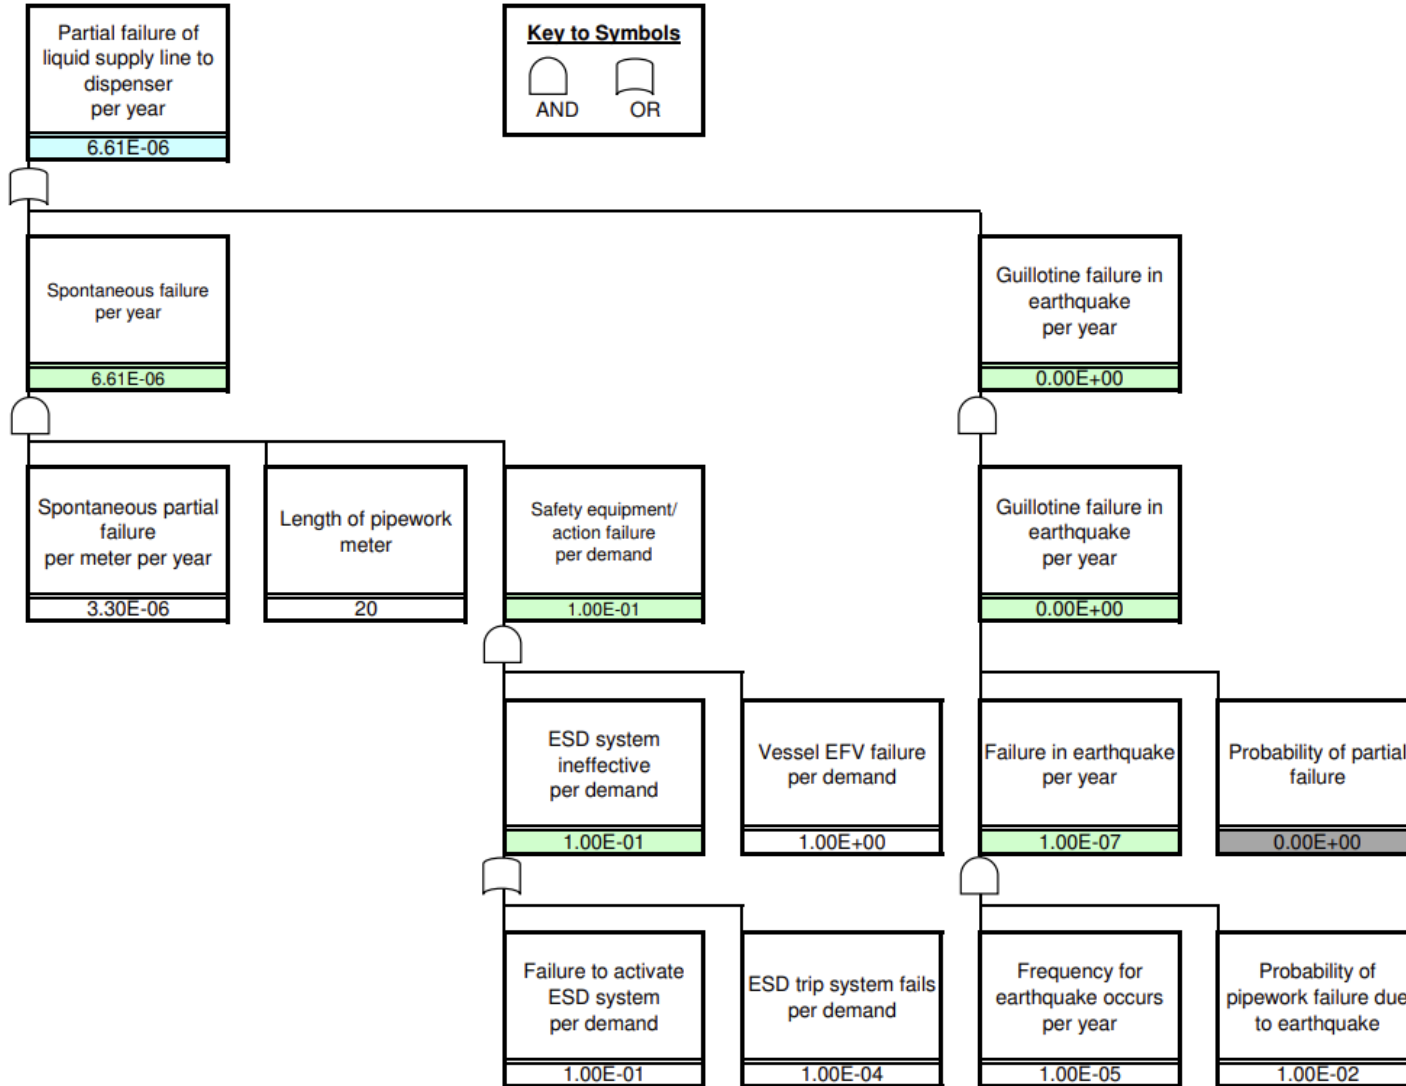 Partial failure of
liquid supply line to
dispenser
per year
6.61E-06
Key to Symbols
AND
OR
Spontaneous failure
per year
6.61E-06
Guillotine failure in
earthquake
per year
0.00E+00
Spontaneous partial
failure
per meter per year
3.30E-06
Length of pipework
meter
20
Safety equipment/
action failure
per demand
1.00E-01
Guillotine failure in
earthquake
per year
0.00E+00
ESD system
ineffective
per demand
1.00E-01
Vessel EFV failure
per demand
1.00E+00
Failure in earthquake
per year
1.00E-07
Probability of partial
failure
0.00E+00
Failure to activate
ESD system
per demand
1.00E-01
ESD trip system fails
per demand
1.00E-04
Frequency for
earthquake occurs
per year
1.00E-05
Probability of
pipework failure due
to earthquake
1.00E-02